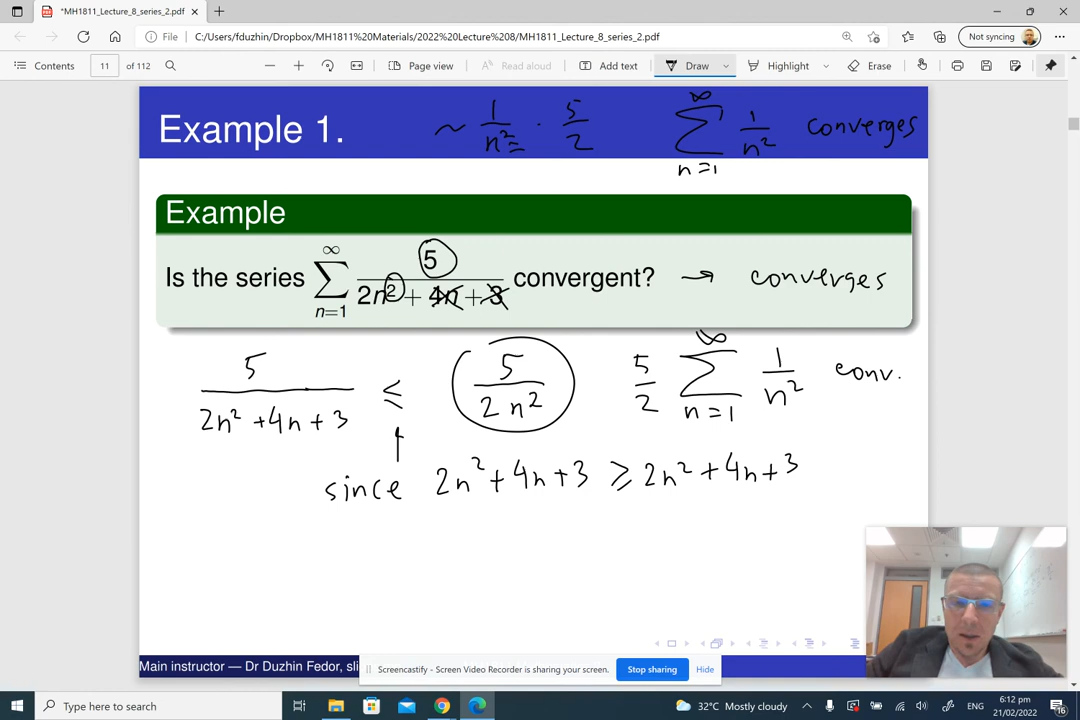 *MH1811_Lecture_8_series_2.pdf
File C:/Users/fduzhin/Dropbox/MH1811%20Materials/2022%20Lecture%208/MH1811_Lecture_8_series_2.pdf Not syncing
Contents 11 of 112 Page view Read aloud Add text Draw Highlight Erase
Example 1. ~ 1/n² · 5/2 ∞ ∑ n=1 1/n² converges
Example
Is the series ∞ ∑ n=1 5/(2n² + 4n + 3) convergent? → converges
5/(2n² + 4n + 3) ≤ 5/(2n²) 5/2 ∞ ∑ n=1 1/n² conv.
↑
since 2n² + 4n + 3 ≥ 2n² + 4n + 3
Main instructor — Dr Duzhin Fedor, sli
Screencastify - Screen Video Recorder is sharing your screen. Stop sharing Hide
Type here to search 32°C Mostly cloudy ENG 6:12 pm 21/02/2022 16